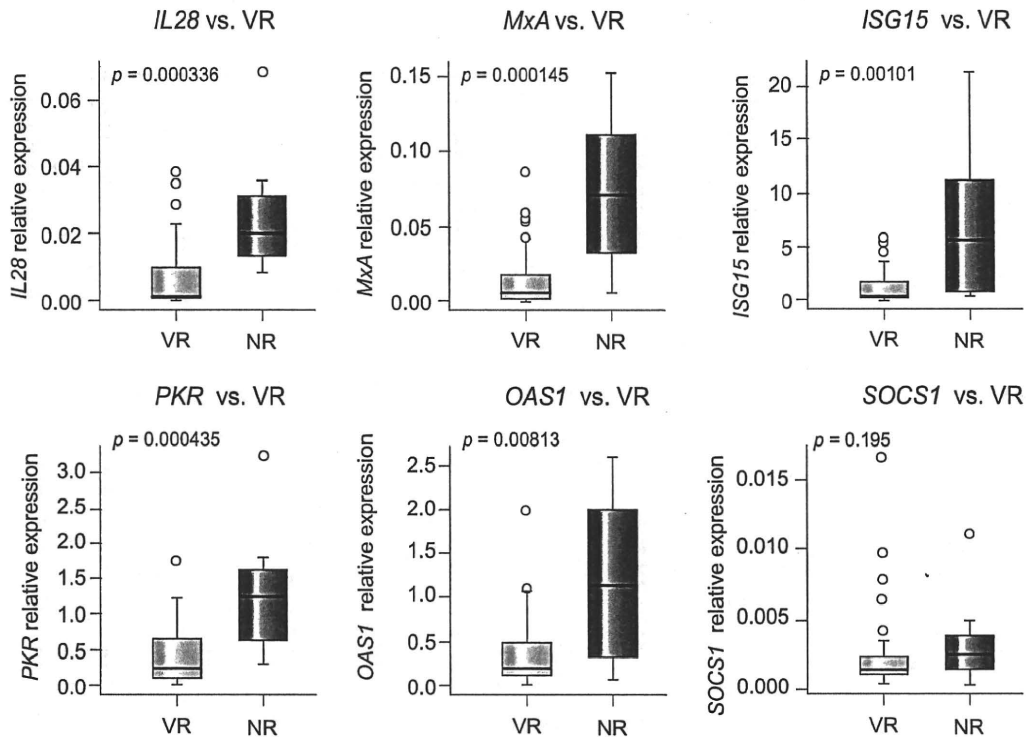 IL28 vs. VR
p = 0.000336
IL28 relative expression
0.06
0.04
0.02
0.00
VR NR
MxA vs. VR
p = 0.000145
MxA relative expression
0.15
0.10
0.05
0.00
VR NR
ISG15 vs. VR
p = 0.00101
ISG15 relative expression
20
15
10
5
0
VR NR
PKR vs. VR
p = 0.000435
PKR relative expression
3.0
2.0
1.5
1.0
0.5
0.0
VR NR
OAS1 vs. VR
p = 0.00813
OAS1 relative expression
2.5
2.0
1.5
1.0
0.5
0.0
VR NR
SOCS1 vs. VR
p = 0.195
SOCS1 relative expression
0.015
0.010
0.005
0.000
VR NR